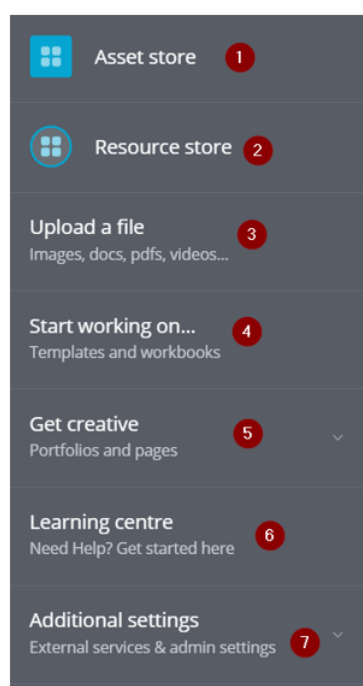 Asset store 1
Resource store 2
Upload a file 3
Images, docs, pdfs, videos...
Start working on... 4
Templates and workbooks
Get creative 5
Portfolios and pages
Learning centre
Need Help? Get started here 6
Additional settings
External services & admin settings 7